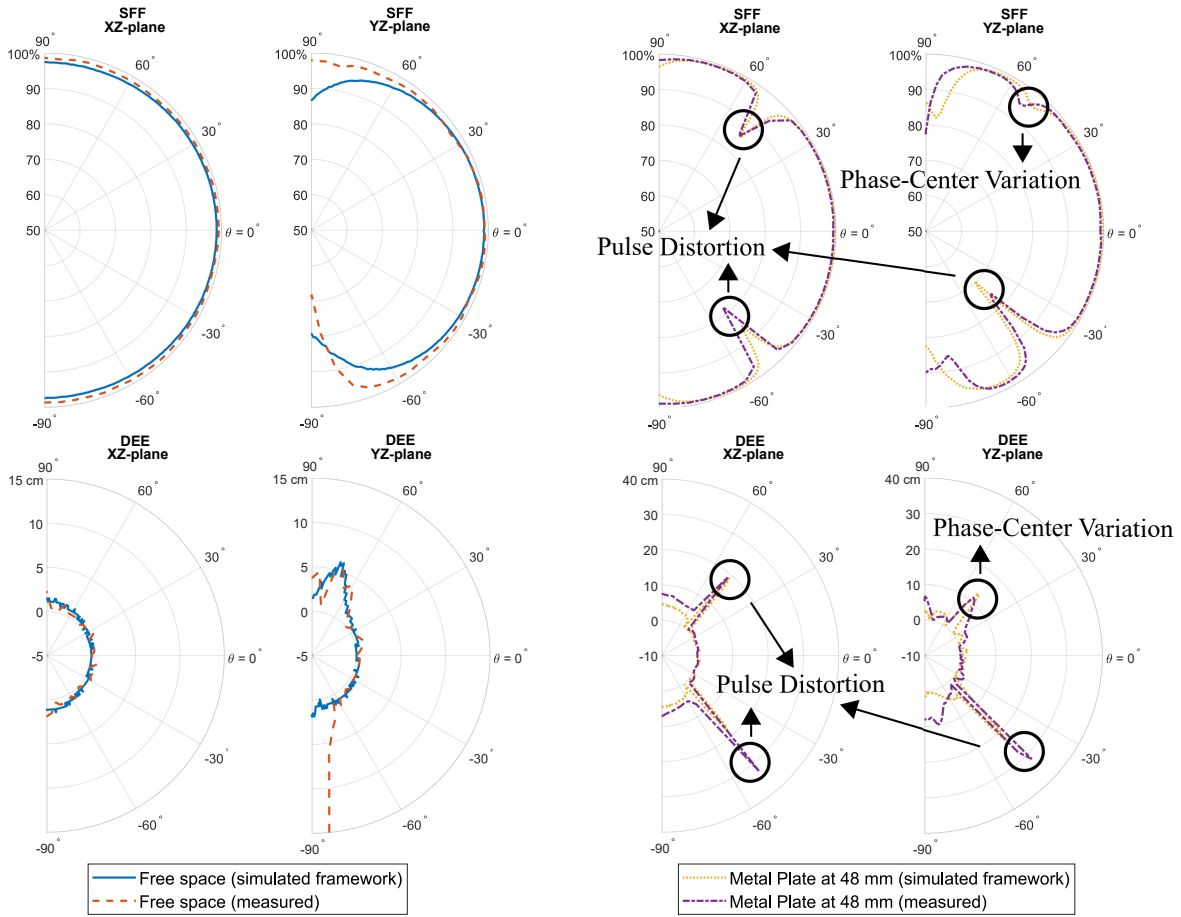 SFF
XZ-plane
90°
100%
90
80
70
60
50
60°
30°
θ = 0°
-30°
-60°
-90°
SFF
YZ-plane
90°
100%
90
80
70
60
50
60°
30°
θ = 0°
-30°
-60°
-90°
SFF
XZ-plane
90°
100%
90
80
70
60
50
60°
30°
θ = 0°
-30°
-60°
-90°
Pulse Distortion
SFF
YZ-plane
90°
100%
90
80
70
60
50
60°
30°
θ = 0°
-30°
-60°
-90°
Phase-Center Variation
DEE
XZ-plane
90°
15 cm
10
5
0
-5
60°
30°
θ = 0°
-30°
-60°
-90°
DEE
YZ-plane
90°
15 cm
10
5
0
-5
60°
30°
θ = 0°
-30°
-60°
-90°
DEE
XZ-plane
90°
40 cm
30
20
10
0
-10
60°
30°
θ = 0°
-30°
-60°
-90°
Pulse Distortion
DEE
YZ-plane
90°
40 cm
30
20
10
0
-10
60°
30°
θ = 0°
-30°
-60°
-90°
Phase-Center Variation
Free space (simulated framework)
Free space (measured)
Metal Plate at 48 mm (simulated framework)
Metal Plate at 48 mm (measured)